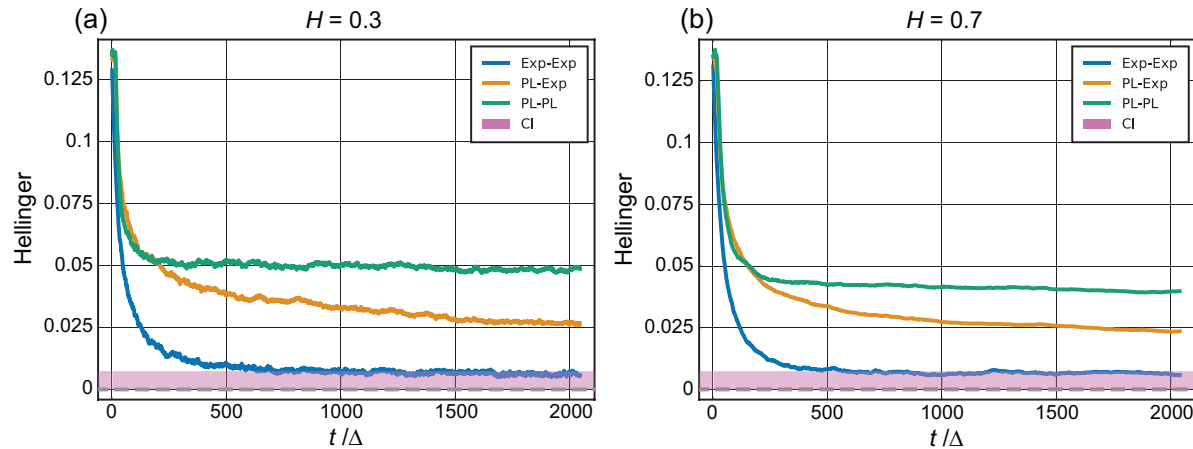 (a)
H = 0.3
Hellinger
0.125
0.1
0.075
0.05
0.025
0
0
500
1000
1500
2000
t /Δ
Exp-Exp
PL-Exp
PL-PL
CI
(b)
H = 0.7
Hellinger
0.125
0.1
0.075
0.05
0.025
0
0
500
1000
1500
2000
t /Δ
Exp-Exp
PL-Exp
PL-PL
CI